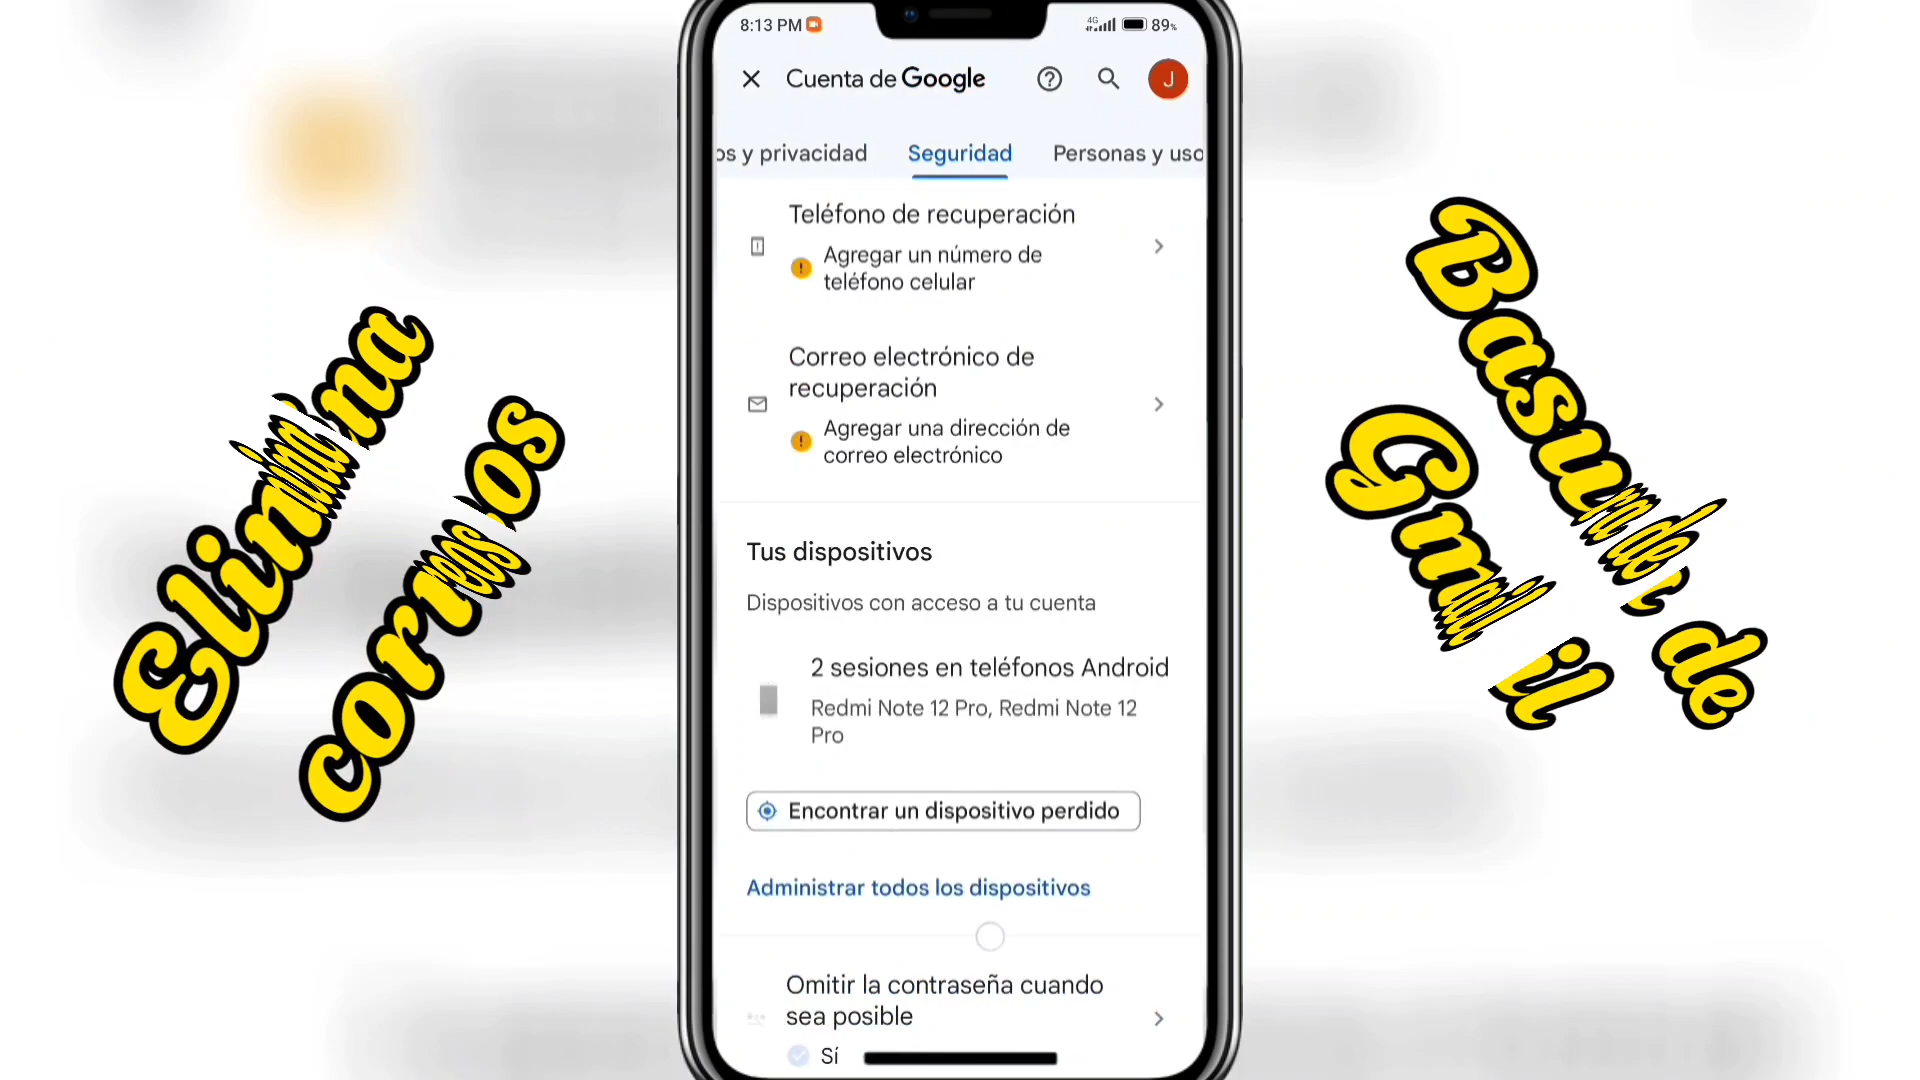 8:13 PM
4G
89%
Cuenta de Google
J
os y privacidad
Seguridad
Personas y uso
Teléfono de recuperación
Agregar un número de
teléfono celular
Correo electrónico de
recuperación
Agregar una dirección de
correo electrónico
Tus dispositivos
Dispositivos con acceso a tu cuenta
2 sesiones en teléfonos Android
Redmi Note 12 Pro, Redmi Note 12
Pro
Encontrar un dispositivo perdido
Administrar todos los dispositivos
Omitir la contraseña cuando
sea posible
Sí
Elimina
correos
Basura de
Gmail